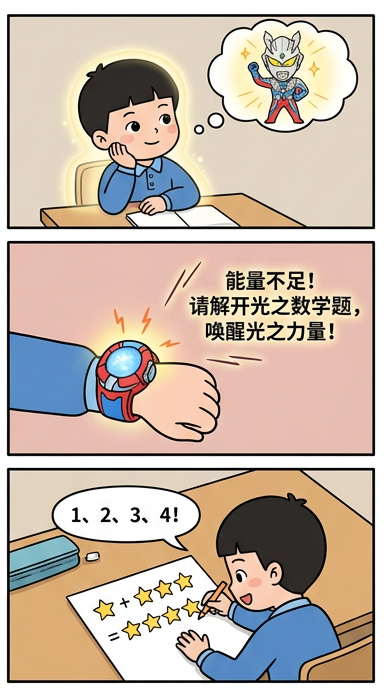 能量不足！
请解开光之数学题，
唤醒光之力量！
1、2、3、4！
+
=